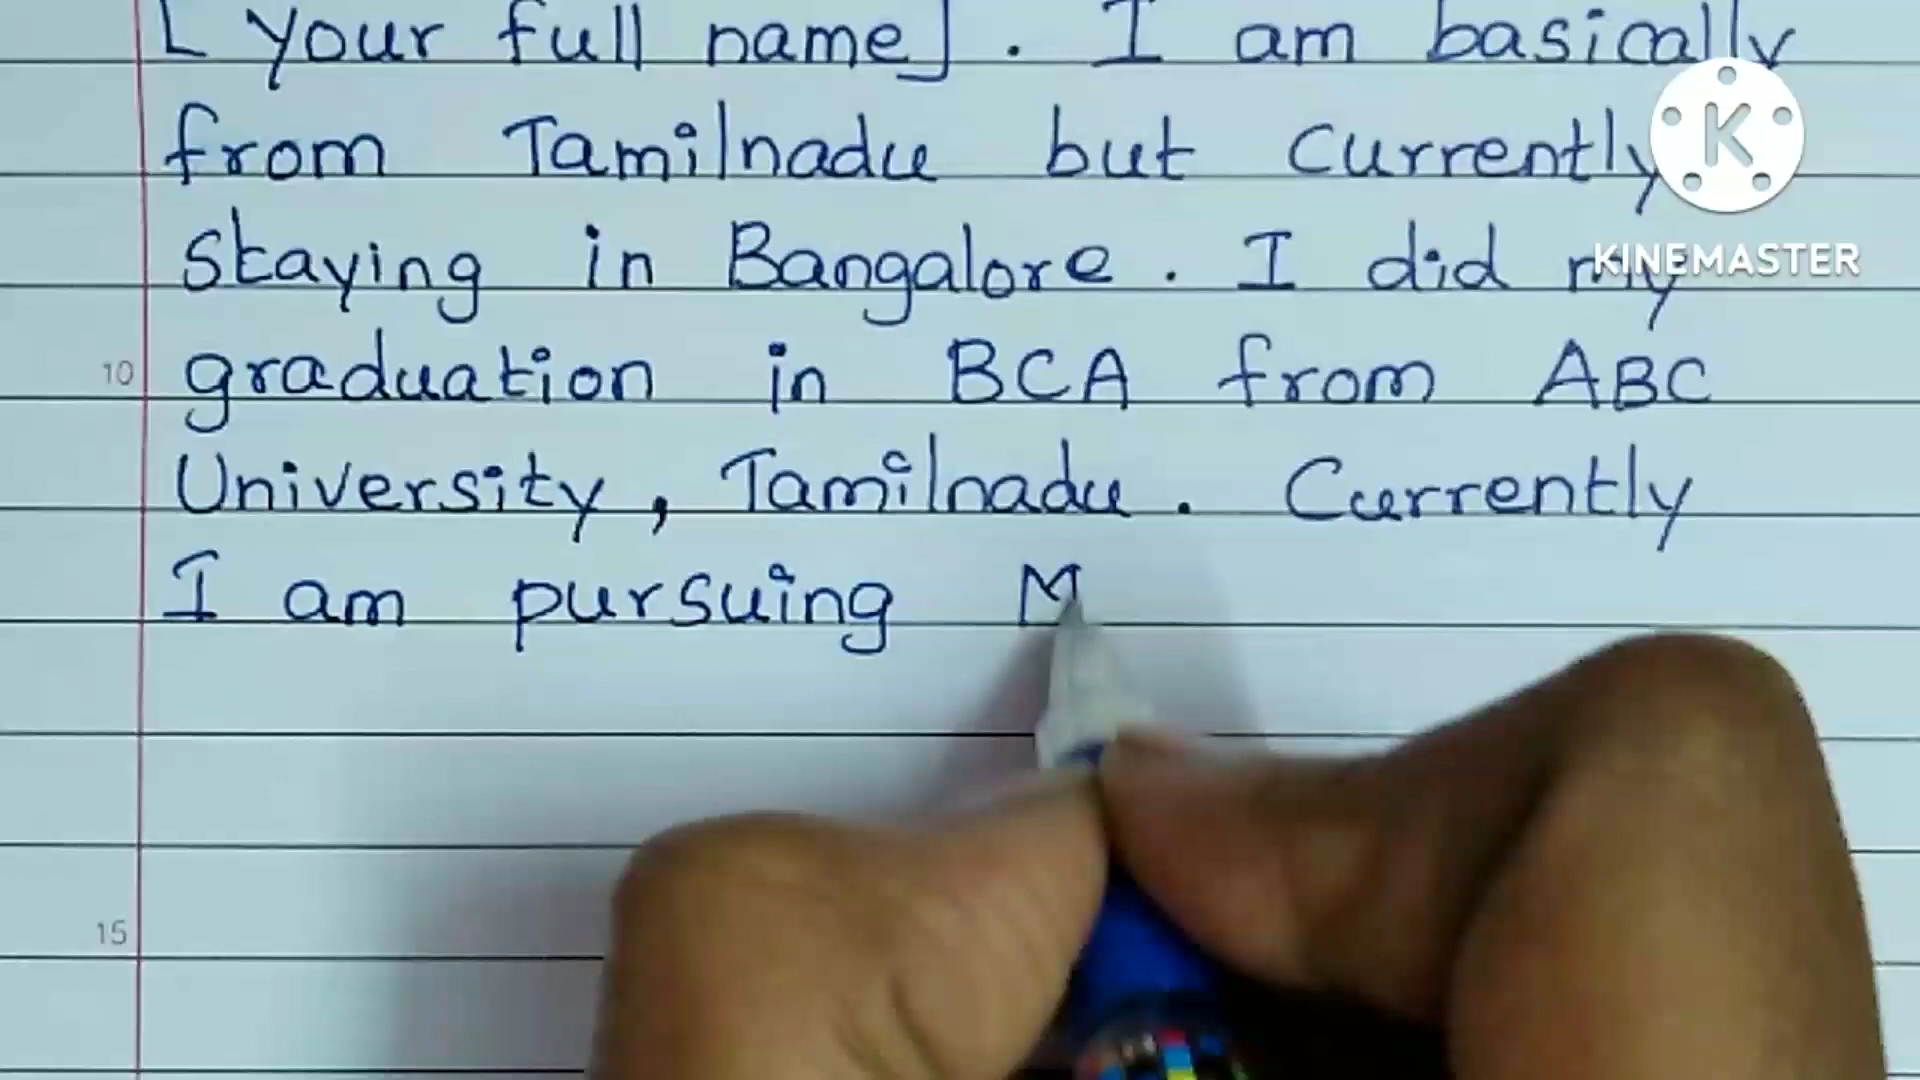 [your full name]. I am basically
from Tamilnadu but currently
staying in Bangalore. I did my
10 graduation in BCA from ABC
University, Tamilnadu. Currently
I am pursuing M
15
K
KINEMASTER